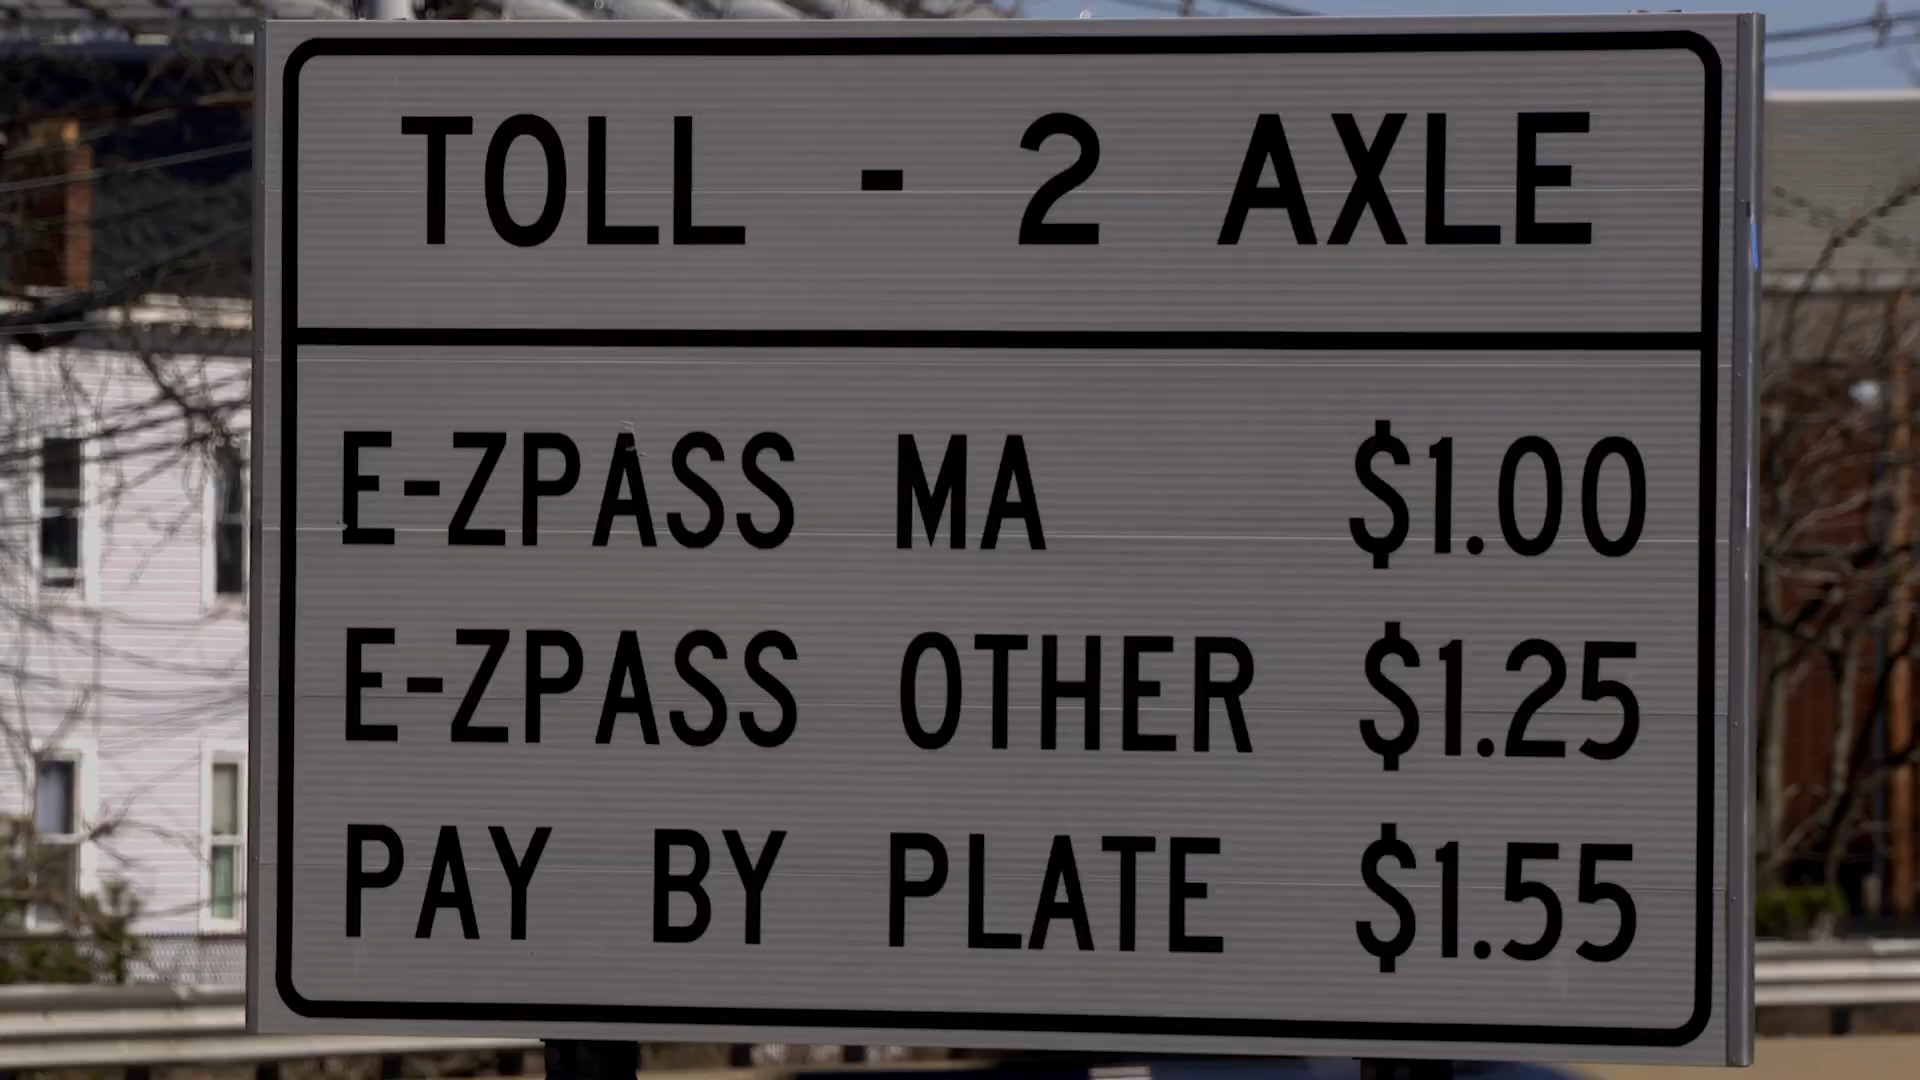 TOLL - 2 AXLE
E-ZPASS MA $1.00
E-ZPASS OTHER $1.25
PAY BY PLATE $1.55